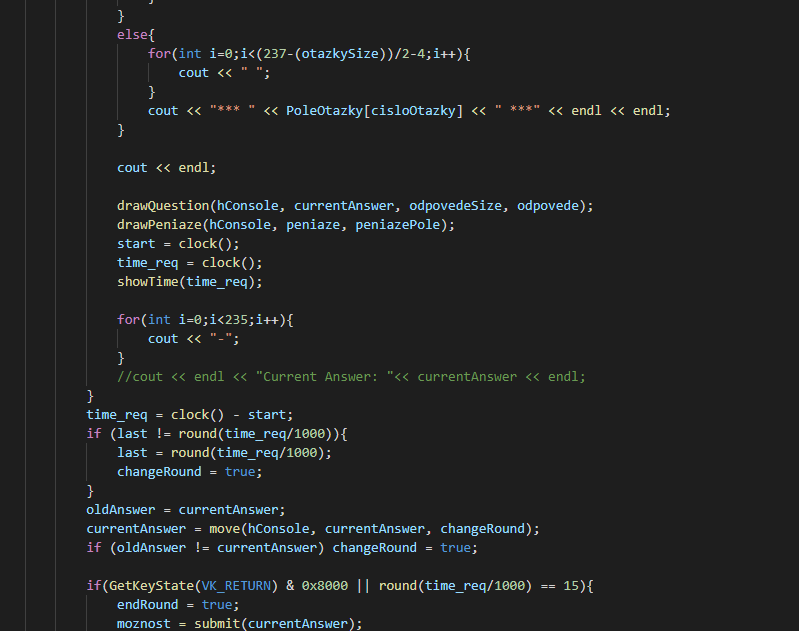 }
else{
for(int i=0;i<(237-(otazkySize))/2-4;i++){
cout << " ";
}
cout << "*** " << PoleOtazky[cisloOtazky] << " ***" << endl << endl;
}
cout << endl;
drawQuestion(hConsole, currentAnswer, odpovedeSize, odpovede);
drawPeniaze(hConsole, peniaze, peniazePole);
start = clock();
time_req = clock();
showTime(time_req);
for(int i=0;i<235;i++){
cout << "-";
}
//cout << endl << "Current Answer: "<< currentAnswer << endl;
}
time_req = clock() - start;
if (last != round(time_req/1000)){
last = round(time_req/1000);
changeRound = true;
}
oldAnswer = currentAnswer;
currentAnswer = move(hConsole, currentAnswer, changeRound);
if (oldAnswer != currentAnswer) changeRound = true;
if(GetKeyState(VK_RETURN) & 0x8000 || round(time_req/1000) == 15){
endRound = true;
moznost = submit(currentAnswer);